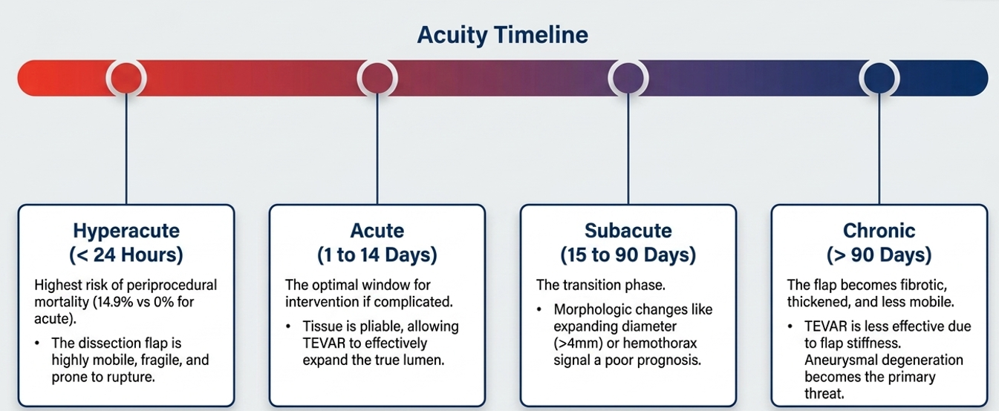 Acuity Timeline
Hyperacute
(< 24 Hours)
Highest risk of periprocedural
mortality (14.9% vs 0% for
acute).
• The dissection flap is
highly mobile, fragile, and
prone to rupture.
Acute
(1 to 14 Days)
The optimal window for
intervention if complicated.
• Tissue is pliable, allowing
TEVAR to effectively
expand the true lumen.
Subacute
(15 to 90 Days)
The transition phase.
• Morphologic changes like
expanding diameter
(>4mm) or hemothorax
signal a poor prognosis.
Chronic
(> 90 Days)
The flap becomes fibrotic,
thickened, and less mobile.
• TEVAR is less effective due
to flap stiffness.
Aneurysmal degeneration
becomes the primary
threat.